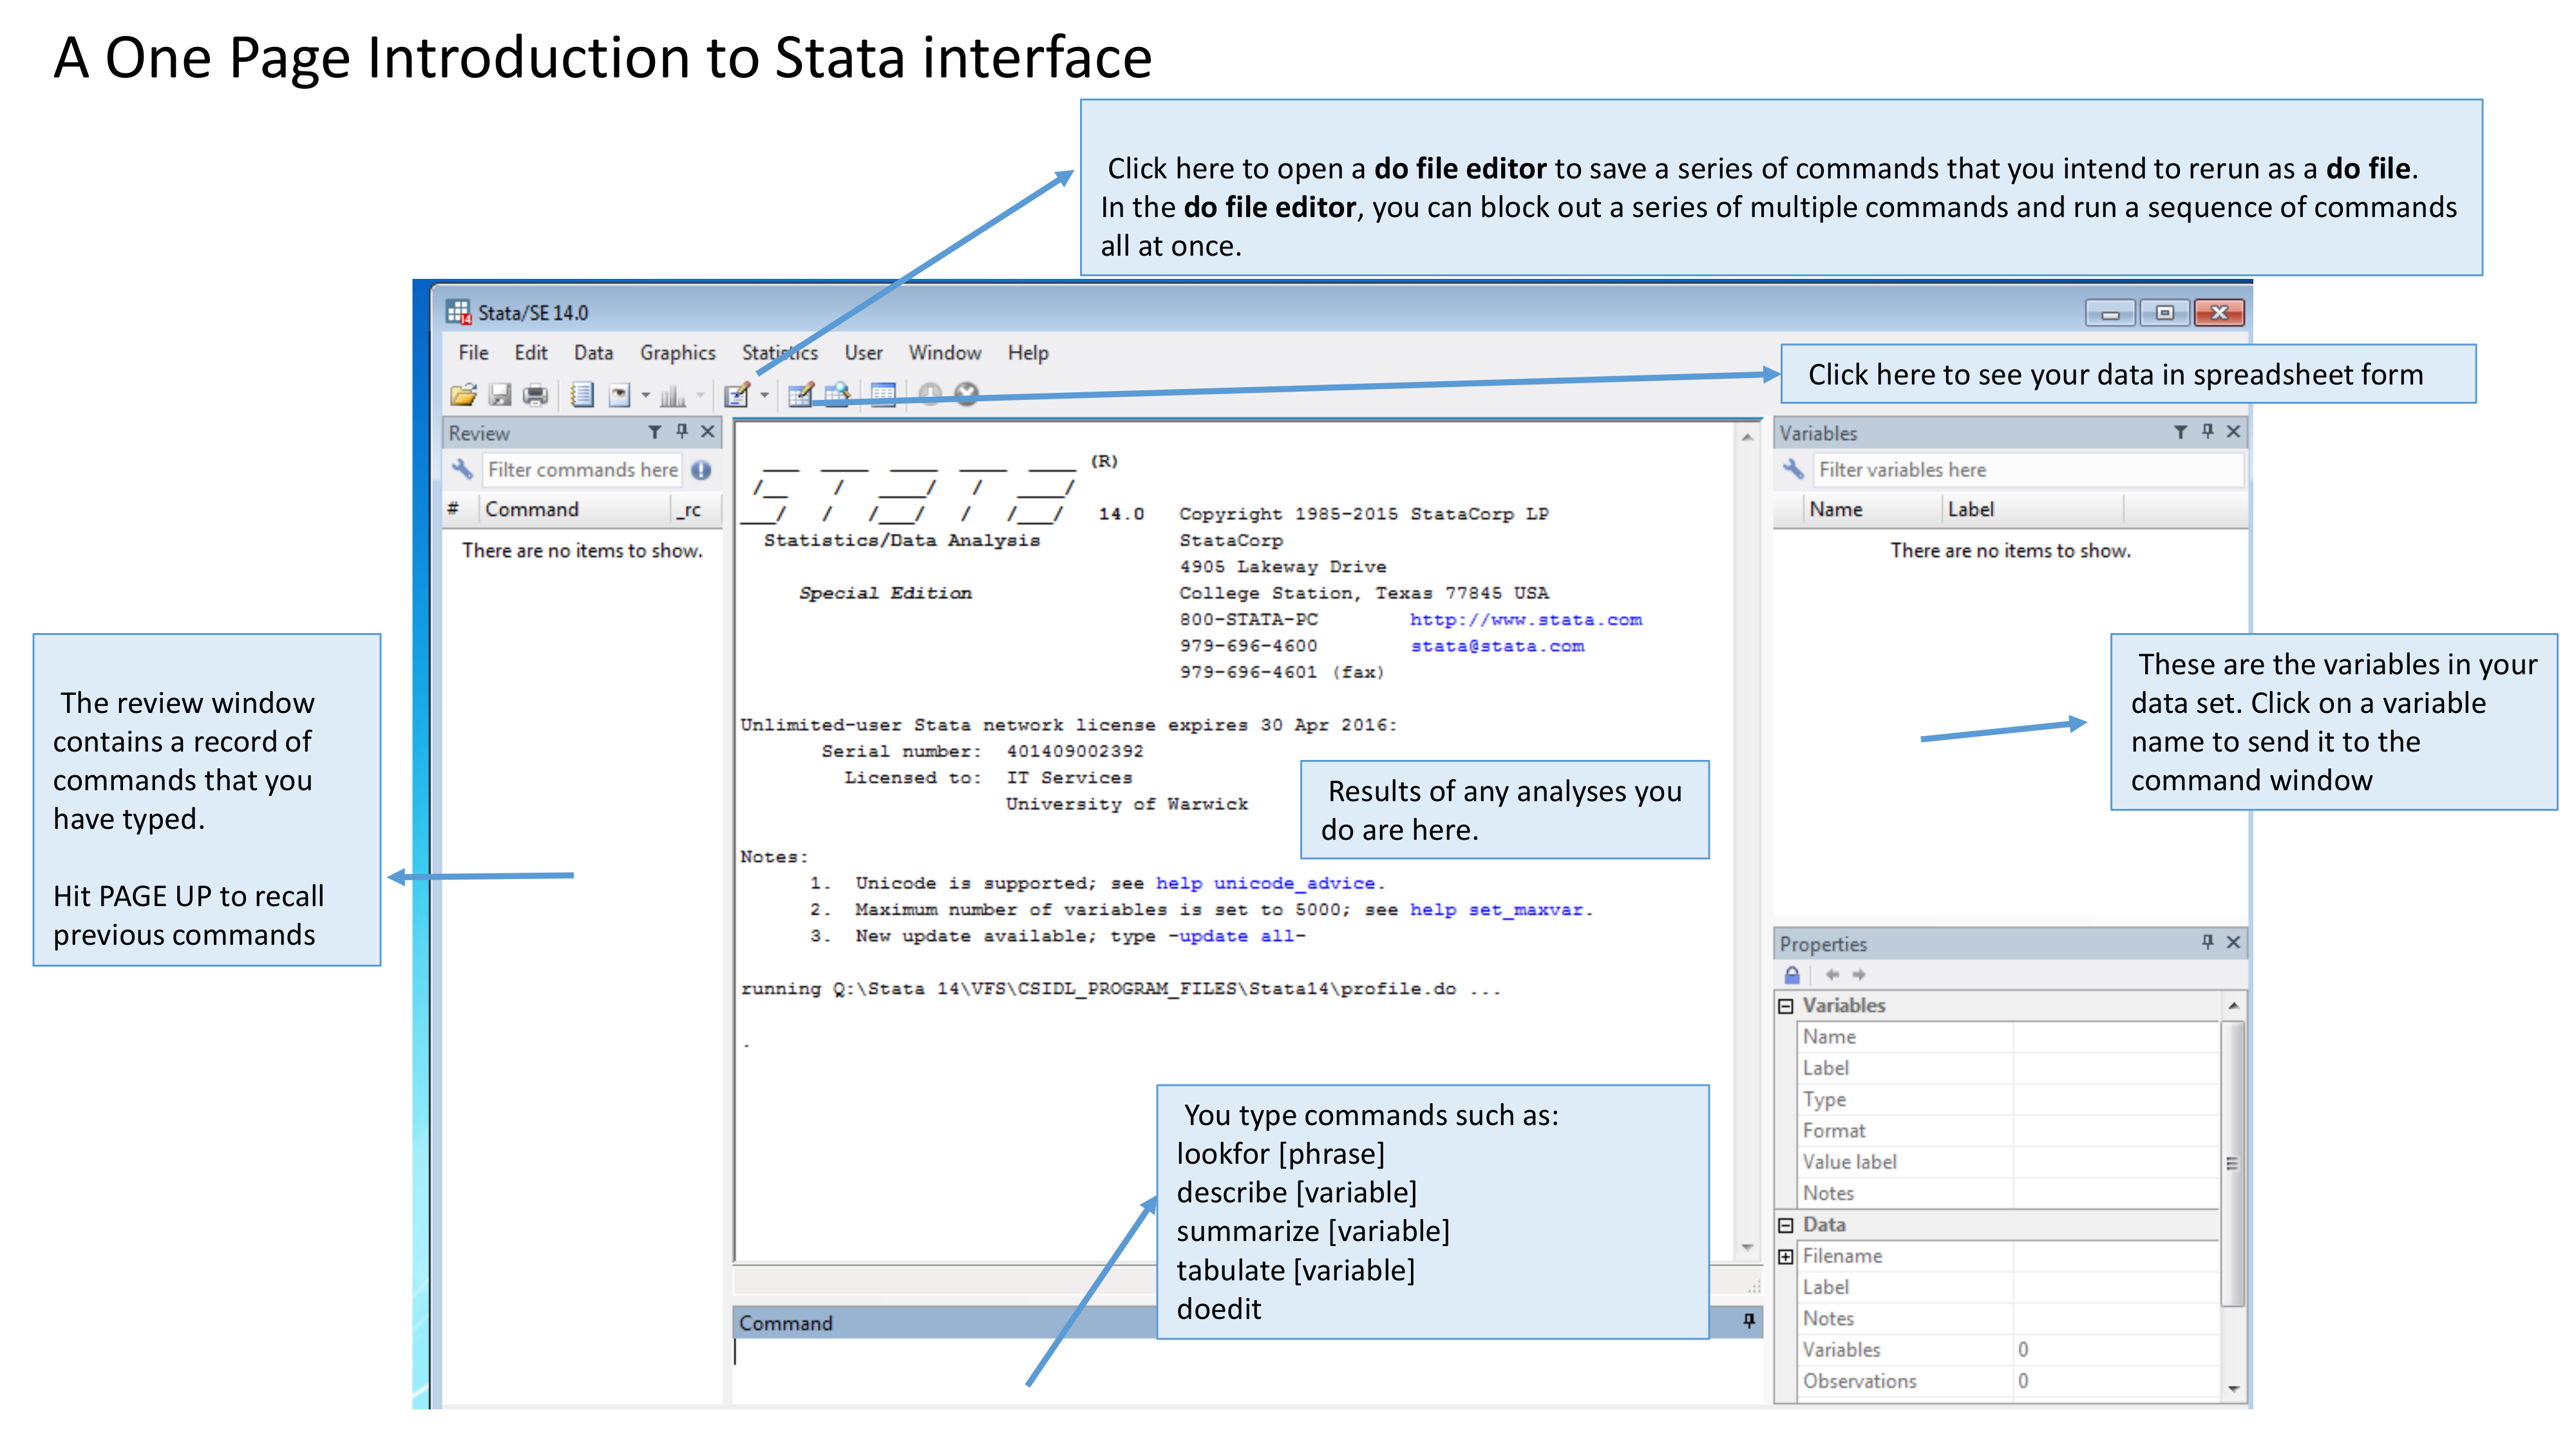 A One Page Introduction to Stata interface
Click here to open a do file editor to save a series of commands that you intend to rerun as a do file.
In the do file editor, you can block out a series of multiple commands and run a sequence of commands
all at once.
Stata/SE 14.0
File Edit Data Graphics Statistics User Window Help
Click here to see your data in spreadsheet form
Review
Filter commands here
# Command _rc
There are no items to show.
The review window
contains a record of
commands that you
have typed.
Hit PAGE UP to recall
previous commands
STATA (R)
14.0 Copyright 1985-2015 StataCorp LP
Statistics/Data Analysis StataCorp
4905 Lakeway Drive
Special Edition College Station, Texas 77845 USA
800-STATA-PC http://www.stata.com
979-696-4600 stata@stata.com
979-696-4601 (fax)
Unlimited-user Stata network license expires 30 Apr 2016:
Serial number: 401409002392
Licensed to: IT Services
University of Warwick
Results of any analyses you
do are here.
Notes:
1. Unicode is supported; see help unicode_advice.
2. Maximum number of variables is set to 5000; see help set_maxvar.
3. New update available; type -update all-
running Q:\Stata 14\VFS\CSIDL_PROGRAM_FILES\Stata14\profile.do ...
.
You type commands such as:
lookfor [phrase]
describe [variable]
summarize [variable]
tabulate [variable]
doedit
Command
Variables
Filter variables here
Name Label
There are no items to show.
These are the variables in your
data set. Click on a variable
name to send it to the
command window
Properties
Variables
Name
Label
Type
Format
Value label
Notes
Data
Filename
Label
Notes
Variables 0
Observations 0